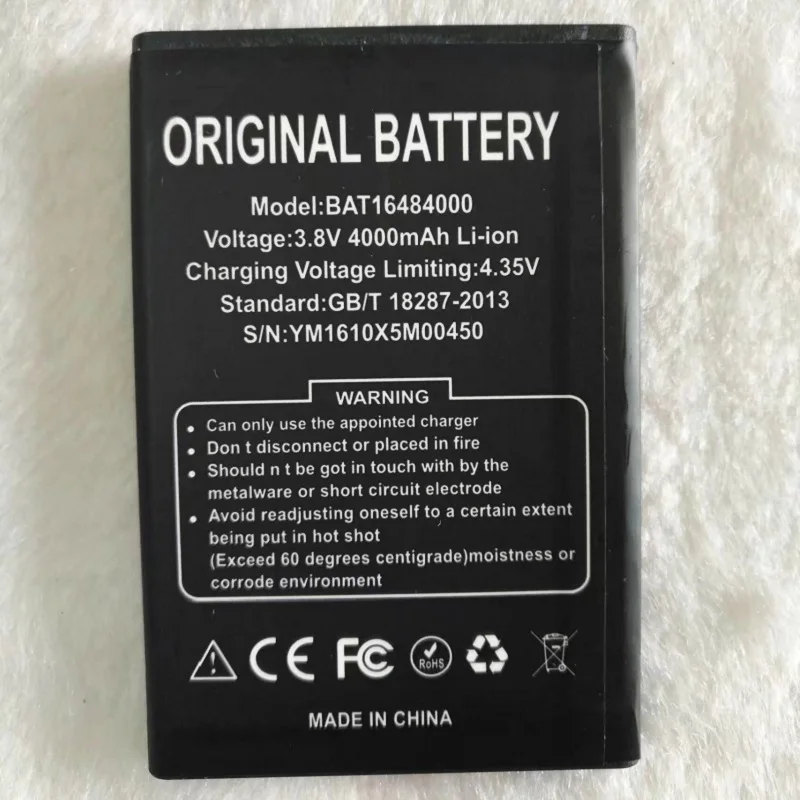 ORIGINAL BATTERY
Model:BAT16484000
Voltage:3.8V 4000mAh Li-ion
Charging Voltage Limiting:4.35V
Standard:GB/T 18287-2013
S/N:YM1610X5M00450
WARNING
• Can only use the appointed charger
• Don t disconnect or placed in fire
• Should n t be got in touch with by the
metalware or short circuit electrode
• Avoid readjusting oneself to a certain extent
being put in hot shot
(Exceed 60 degrees centigrade)moistness or
corrode environment
CE FC RoHS
MADE IN CHINA